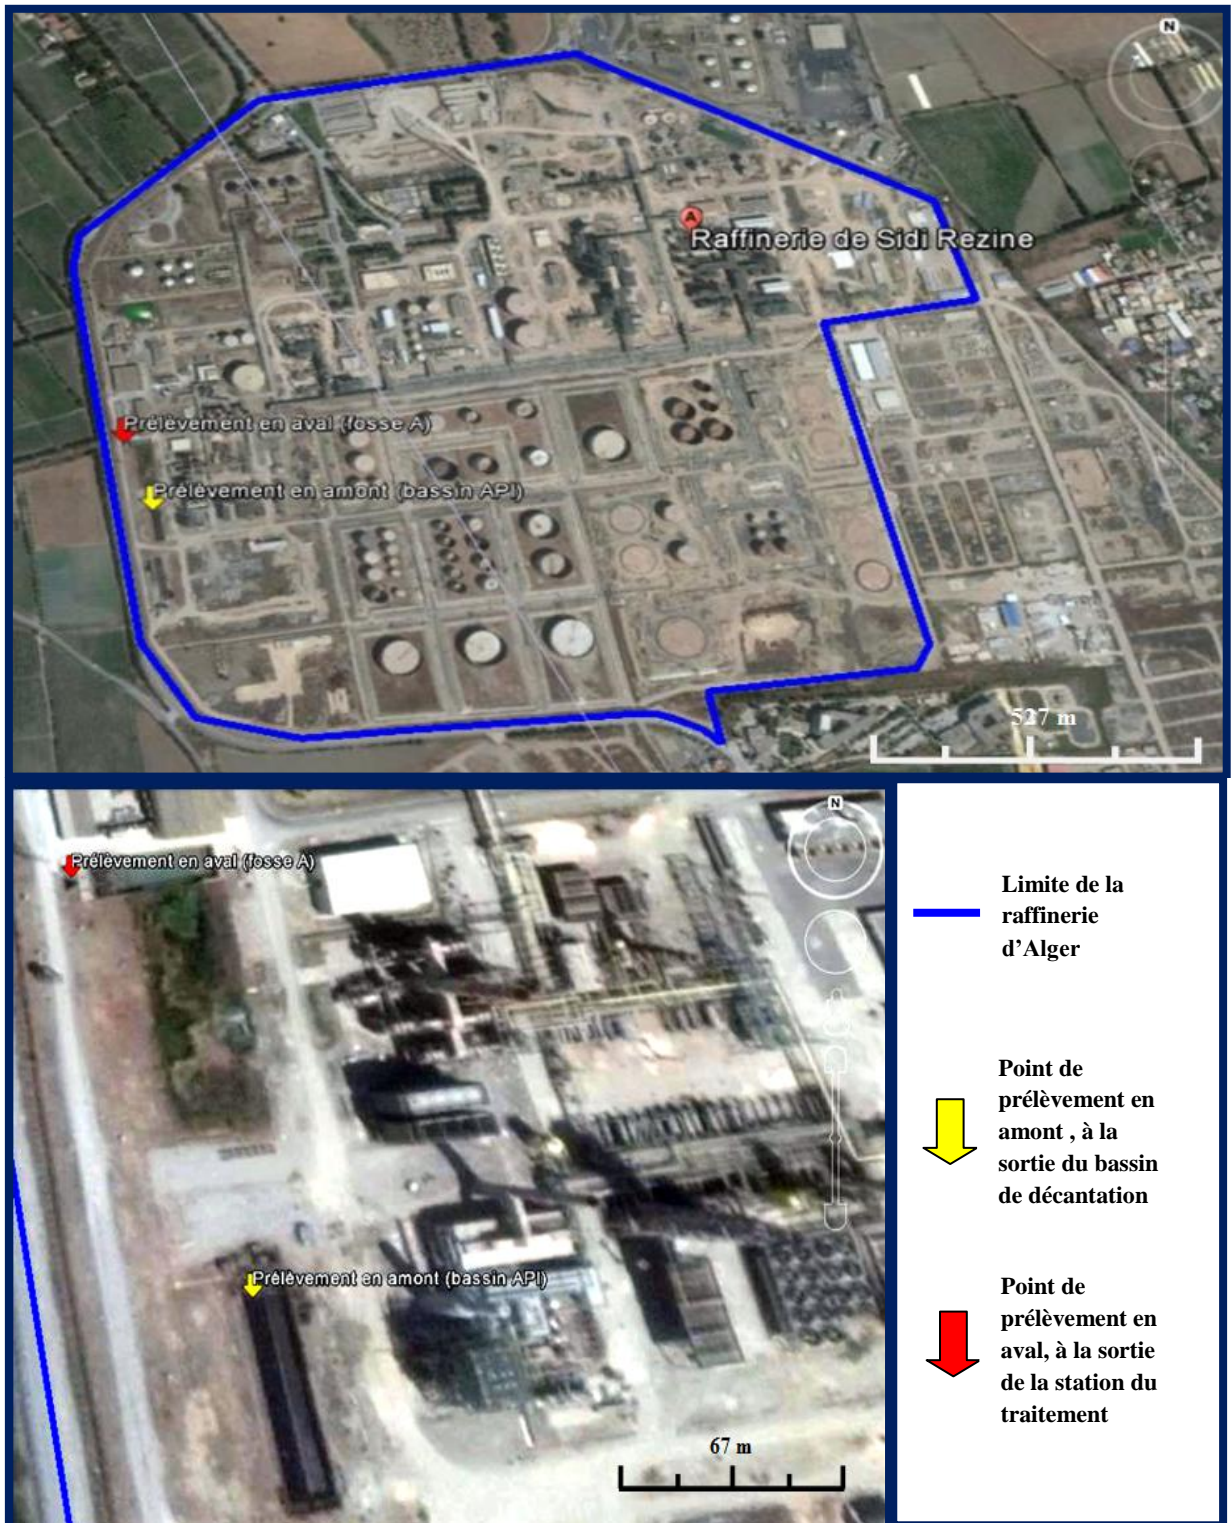 N
A
Raffinerie de Sidi Rezine
Prélèvement en aval (fosse A)
Prélèvement en amont (bassin API)
527 m
N
Prélèvement en aval (fosse A)
Prélèvement en amont (bassin API)
67 m
Limite de la
raffinerie
d'Alger
Point de
prélèvement en
amont , à la
sortie du bassin
de décantation
Point de
prélèvement en
aval, à la sortie
de la station du
traitement